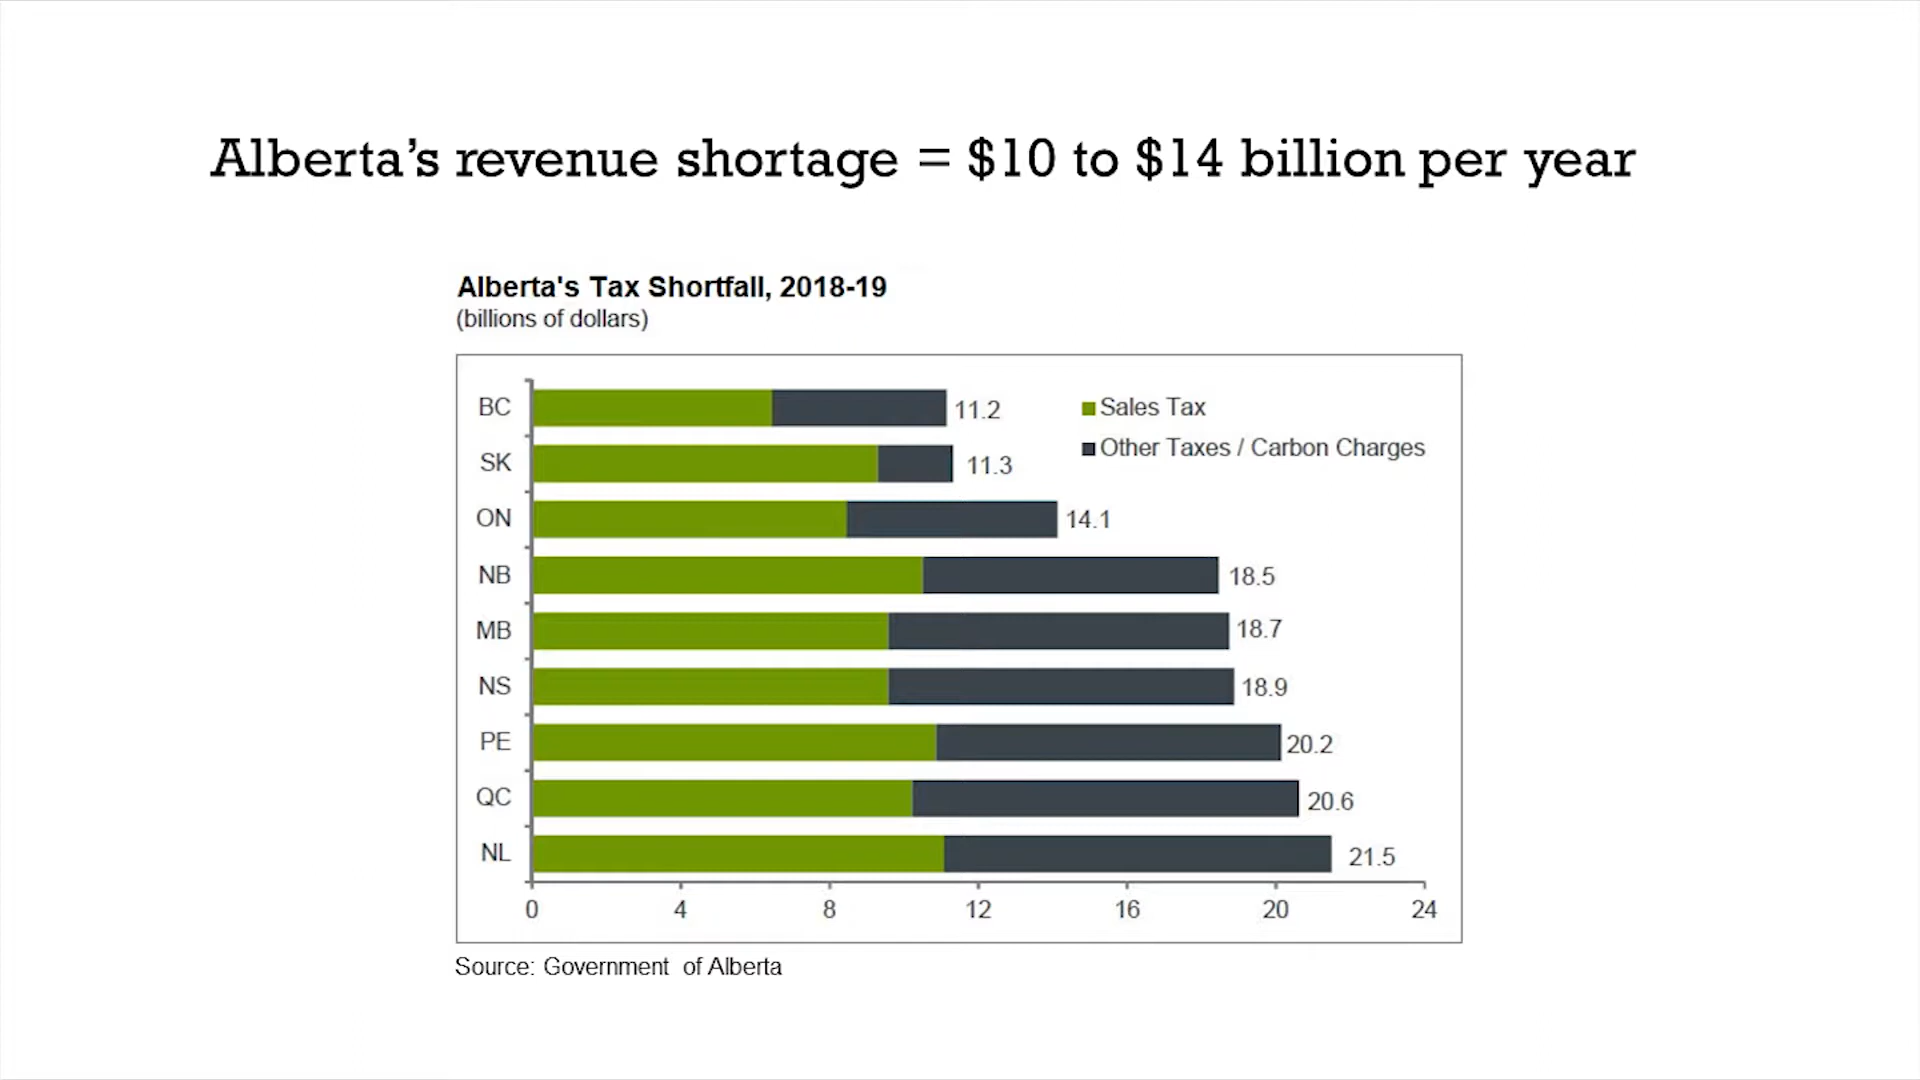 Alberta's revenue shortage = $10 to $14 billion per year
Alberta's Tax Shortfall, 2018-19
(billions of dollars)
Sales Tax
Other Taxes / Carbon Charges
BC 11.2
SK 11.3
ON 14.1
NB 18.5
MB 18.7
NS 18.9
PE 20.2
QC 20.6
NL 21.5
0 4 8 12 16 20 24
Source: Government of Alberta